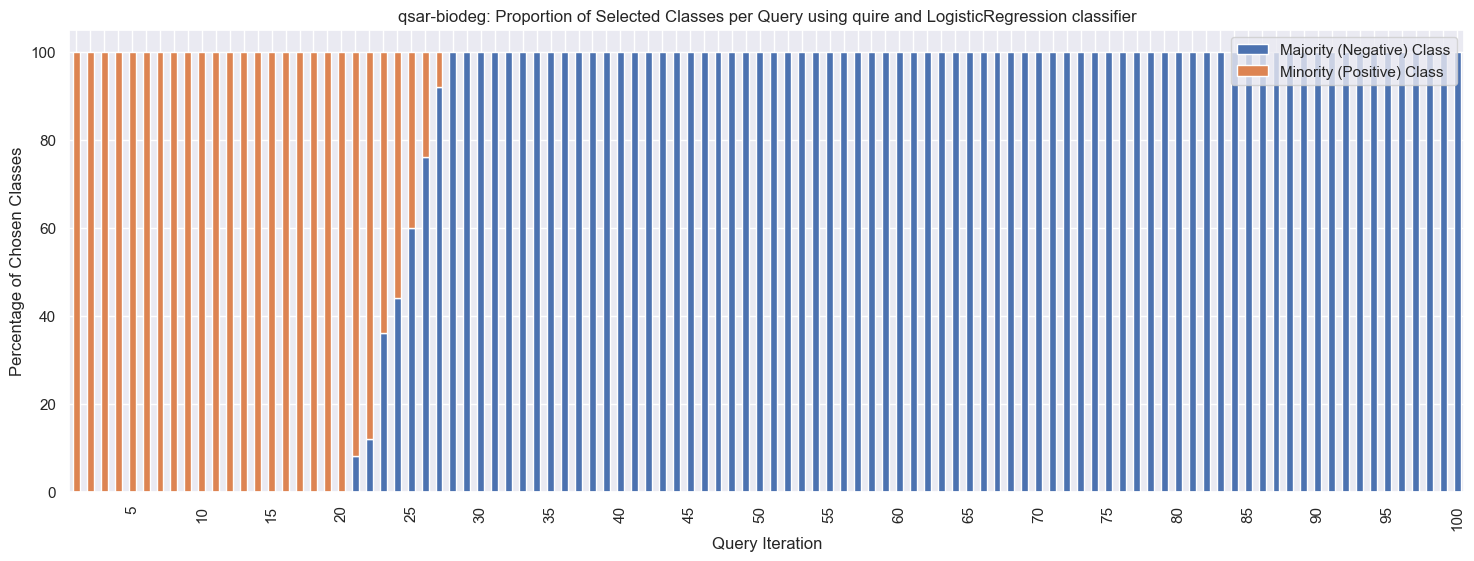 qsar-biodeg: Proportion of Selected Classes per Query using quire and LogisticRegression classifier
Majority (Negative) Class
Minority (Positive) Class
Percentage of Chosen Classes
100
80
60
40
20
0
5 10 15 20 25 30 35 40 45 50 55 60 65 70 75 80 85 90 95 100
Query Iteration